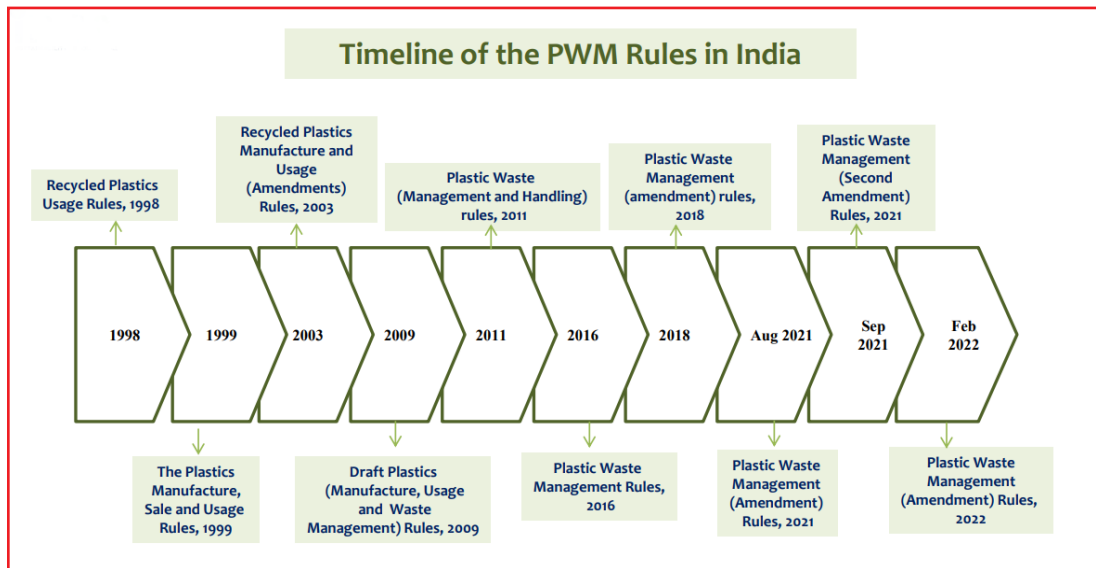 Timeline of the PWM Rules in India
Recycled Plastics
Usage Rules, 1998
Recycled Plastics
Manufacture and
Usage
(Amendments)
Rules, 2003
Plastic Waste
(Management and Handling)
rules, 2011
Plastic Waste
Management
(amendment) rules,
2018
Plastic Waste
Management
(Second
Amendment)
Rules, 2021
1998
1999
2003
2009
2011
2016
2018
Aug 2021
Sep
2021
Feb
2022
The Plastics
Manufacture,
Sale and Usage
Rules, 1999
Draft Plastics
(Manufacture, Usage
and Waste
Management) Rules, 2009
Plastic Waste
Management Rules,
2016
Plastic Waste
Management
(Amendment)
Rules, 2021
Plastic Waste
Management
(Amendment) Rules,
2022